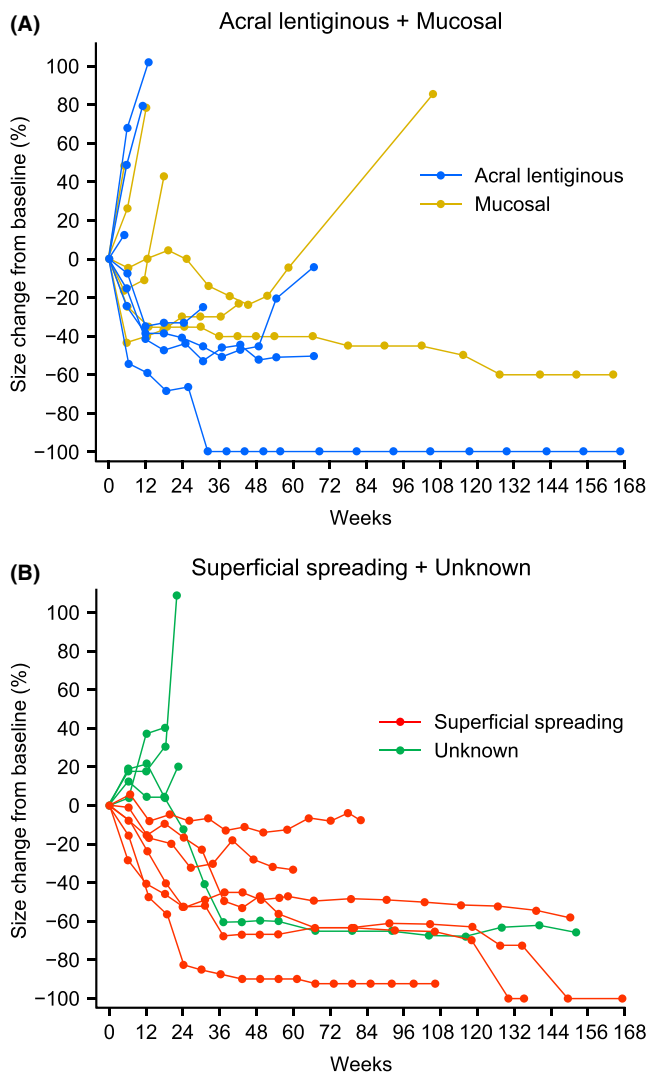 (A)
Acral lentiginous + Mucosal
Size change from baseline (%)
100
80
60
40
20
0
−20
−40
−60
−80
−100
Acral lentiginous
Mucosal
0 12 24 36 48 60 72 84 96 108 120 132 144 156 168
Weeks
(B)
Superficial spreading + Unknown
Size change from baseline (%)
100
80
60
40
20
0
−20
−40
−60
−80
−100
Superficial spreading
Unknown
0 12 24 36 48 60 72 84 96 108 120 132 144 156 168
Weeks